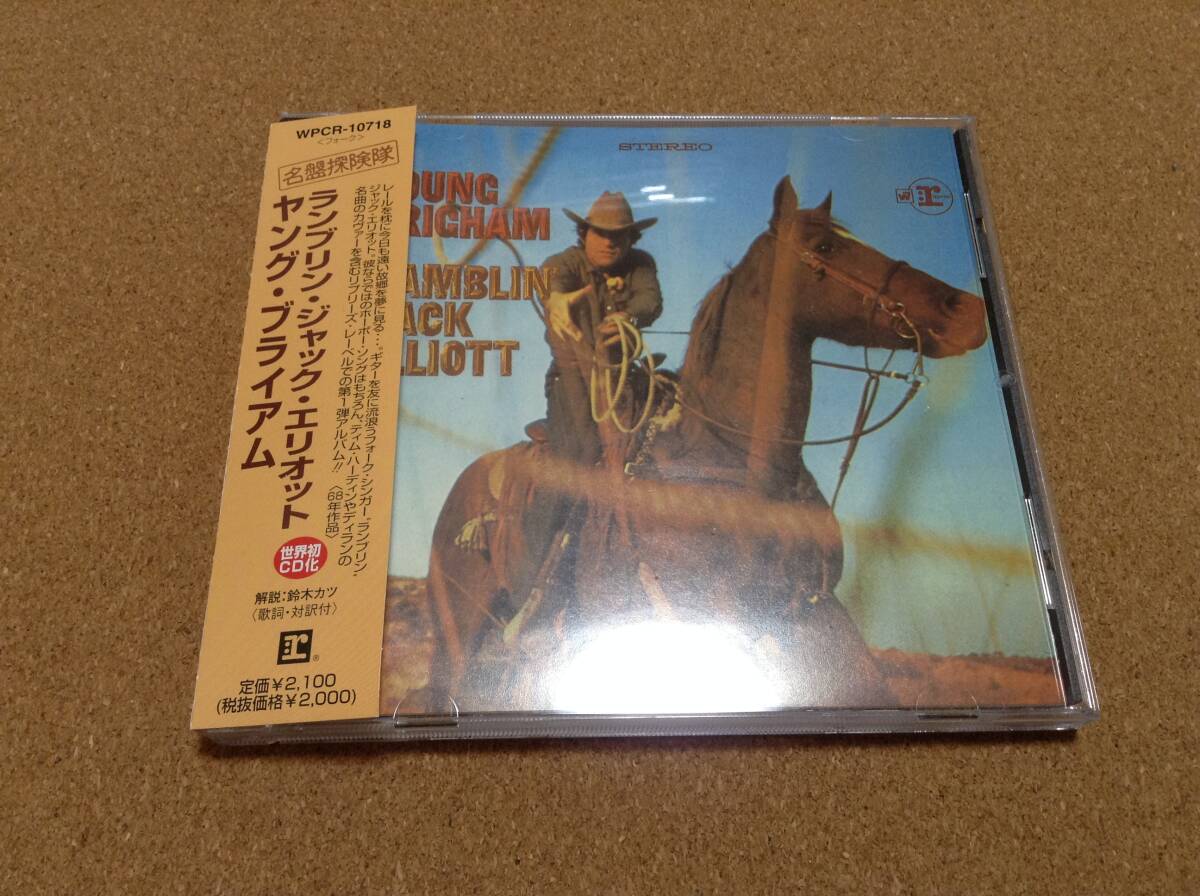 WPCR-10718
〈フォーク〉
名盤探険隊
ランブリン・ジャック・エリオット
ヤング・ブライアム
レールを枕に今日も遠い故郷を夢に見る…。ギターを友に流浪うフォーク・シンガー、“ランブリン・
ジャック・エリオット。彼ならではのホーボー・ソングはもちろん、ティム・ハーディンやディランの
名曲のカヴァーを含むリプリーズ・レーベルでの第1弾アルバム!!
〈68年作品〉
世界初
CD化
解説:鈴木カツ
〈歌詞・対訳付〉
r
®
定価¥2,100
(税抜価格¥2,000)
STEREO
OUNG
RIGHAM
AMBLIN
ACK
LIOTT
W
r